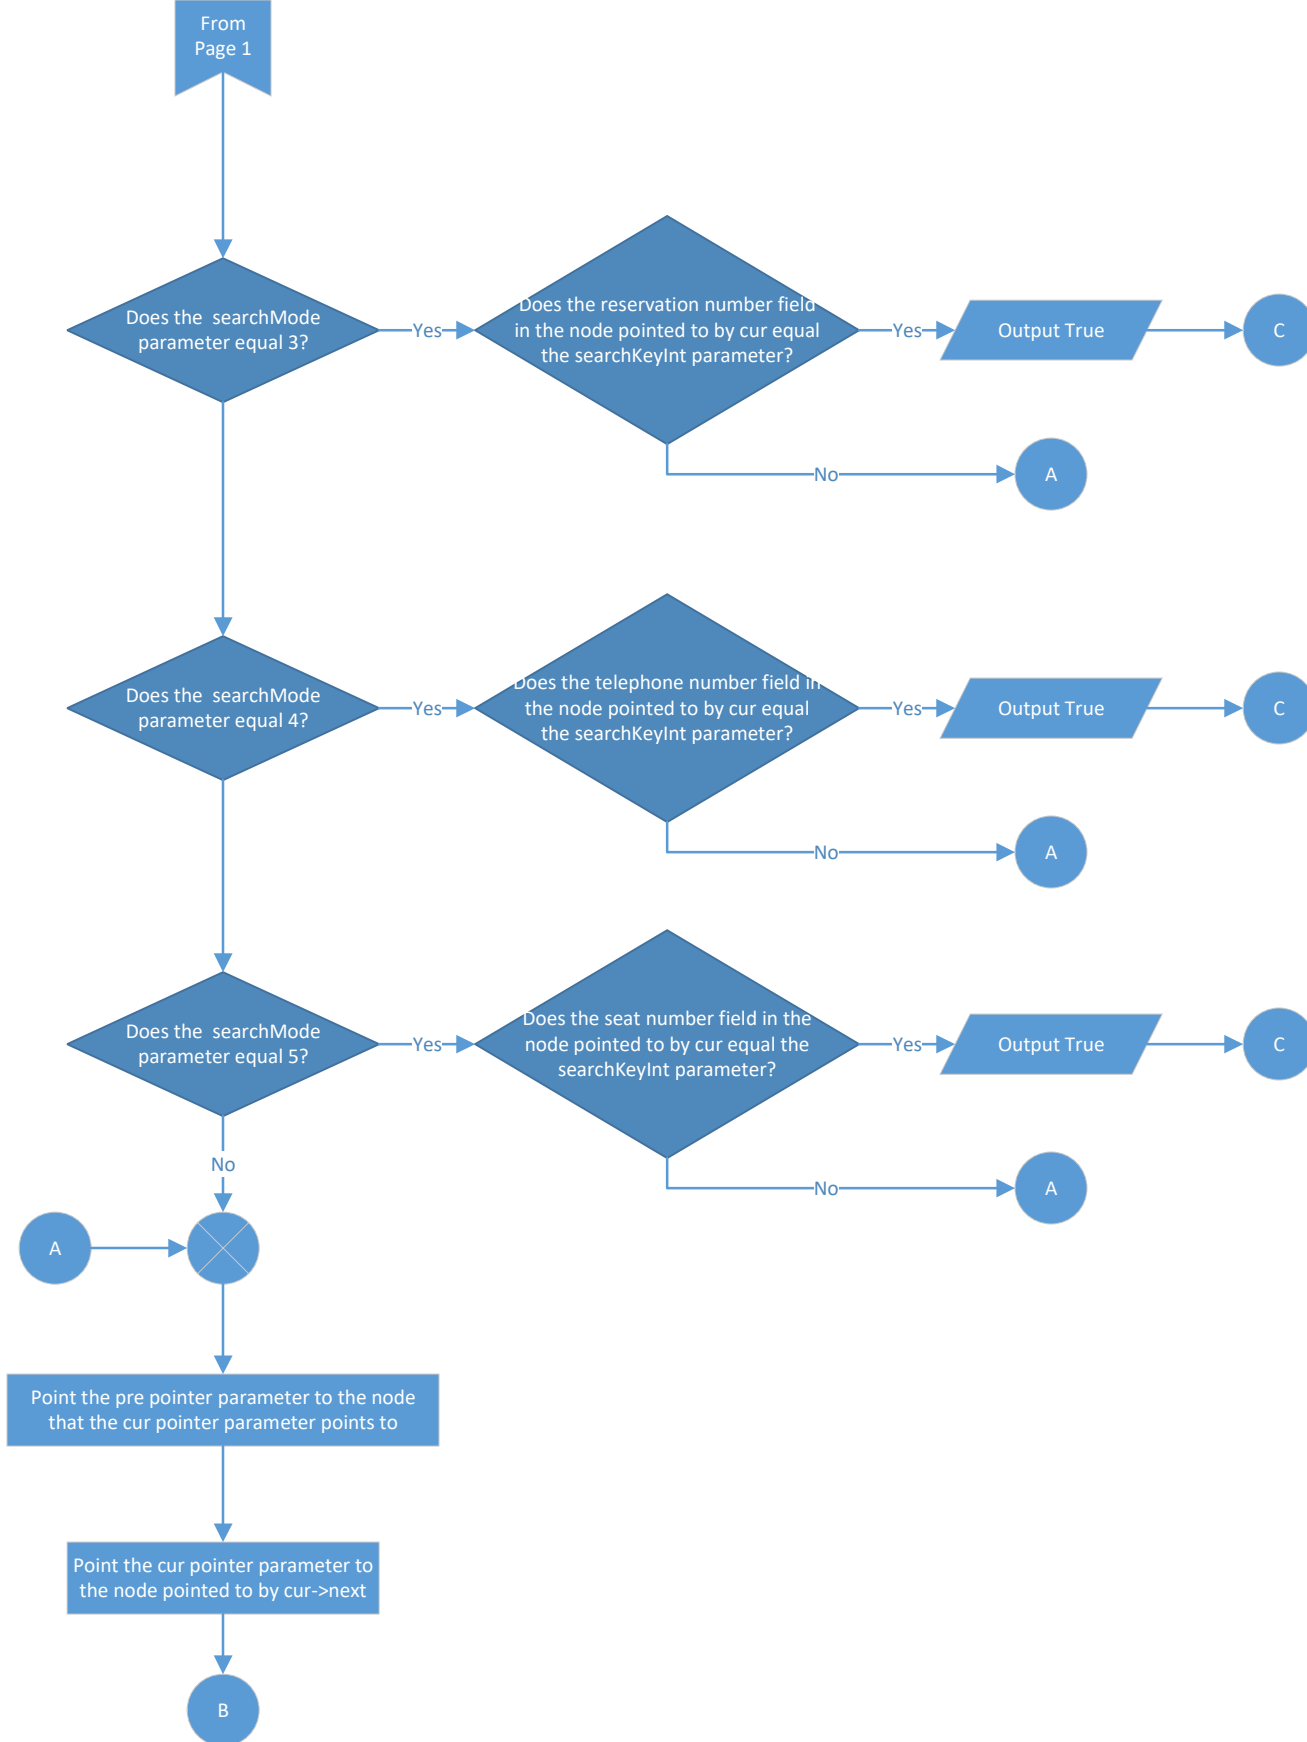 From
Page 1
Does the  searchMode
parameter equal 3?
Yes
Does the reservation number field
in the node pointed to by cur equal
the searchKeyInt parameter?
Yes
Output True
C
No
A
Does the  searchMode
parameter equal 4?
Yes
Does the telephone number field in
the node pointed to by cur equal
the searchKeyInt parameter?
Yes
Output True
C
No
A
Does the  searchMode
parameter equal 5?
Yes
Does the seat number field in the
node pointed to by cur equal the
searchKeyInt parameter?
Yes
Output True
C
No
No
A
A
Point the pre pointer parameter to the node
that the cur pointer parameter points to
Point the cur pointer parameter to
the node pointed to by cur->next
B